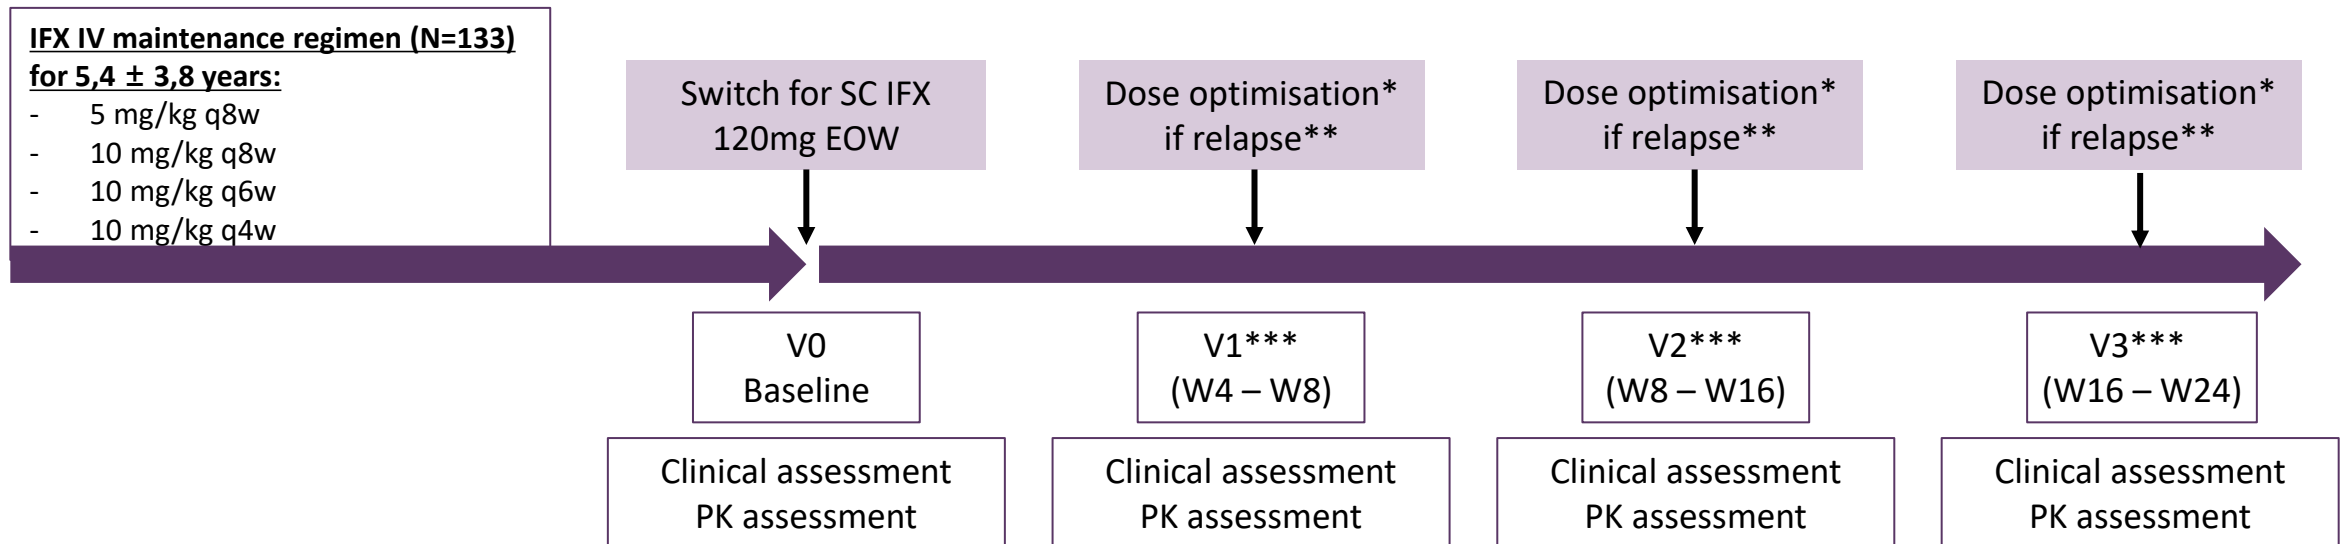 IFX IV maintenance regimen (N=133)
for 5,4 ± 3,8 years:
- 5 mg/kg q8w
- 10 mg/kg q8w
- 10 mg/kg q6w
- 10 mg/kg q4w
Switch for SC IFX
120mg EOW
Dose optimisation*
if relapse**
Dose optimisation*
if relapse**
Dose optimisation*
if relapse**
V0
Baseline
V1***
(W4 – W8)
V2***
(W8 – W16)
V3***
(W16 – W24)
Clinical assessment
PK assessment
Clinical assessment
PK assessment
Clinical assessment
PK assessment
Clinical assessment
PK assessment